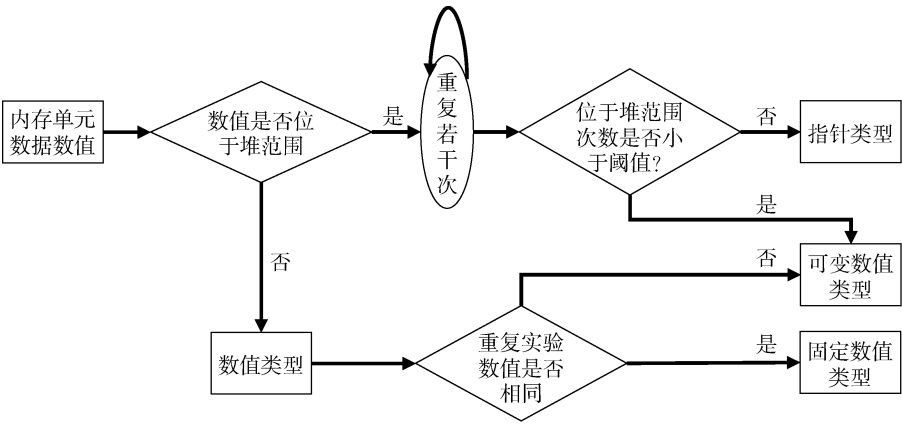 内存单元
数据数值
数值是否位
于堆范围
是
重
复
若
干
次
位于堆范围
次数是否小
于阈值?
否
指针类型
是
否
可变数值
类型
否
数值类型
重复实验
数值是否
相同
是
固定数值
类型